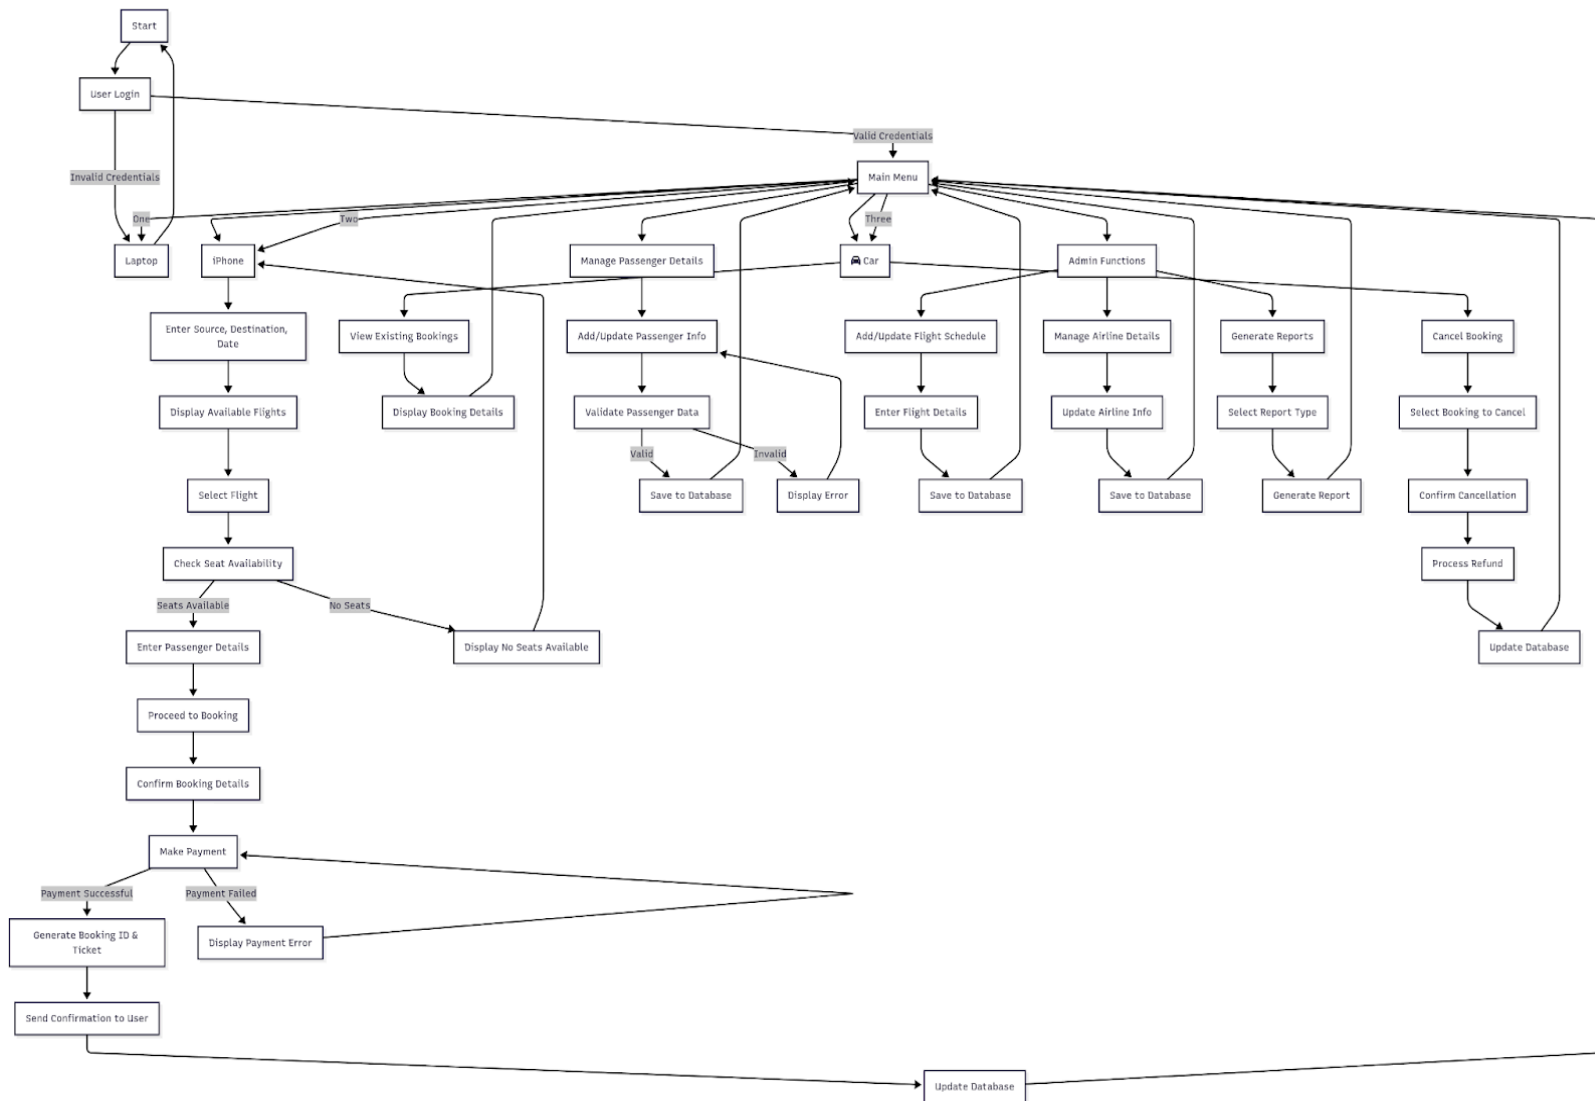 Start
User Login
Valid Credentials
Invalid Credentials
Main Menu
One
Two
Three
Laptop
iPhone
Manage Passenger Details
Car
Admin Functions
Enter Source, Destination,
Date
View Existing Bookings
Add/Update Passenger Info
Add/Update Flight Schedule
Manage Airline Details
Generate Reports
Cancel Booking
Display Available Flights
Display Booking Details
Validate Passenger Data
Enter Flight Details
Update Airline Info
Select Report Type
Select Booking to Cancel
Valid
Invalid
Select Flight
Save to Database
Display Error
Save to Database
Save to Database
Generate Report
Confirm Cancellation
Check Seat Availability
Process Refund
Seats Available
No Seats
Enter Passenger Details
Display No Seats Available
Update Database
Proceed to Booking
Confirm Booking Details
Make Payment
Payment Successful
Payment Failed
Generate Booking ID &
Ticket
Display Payment Error
Send Confirmation to User
Update Database